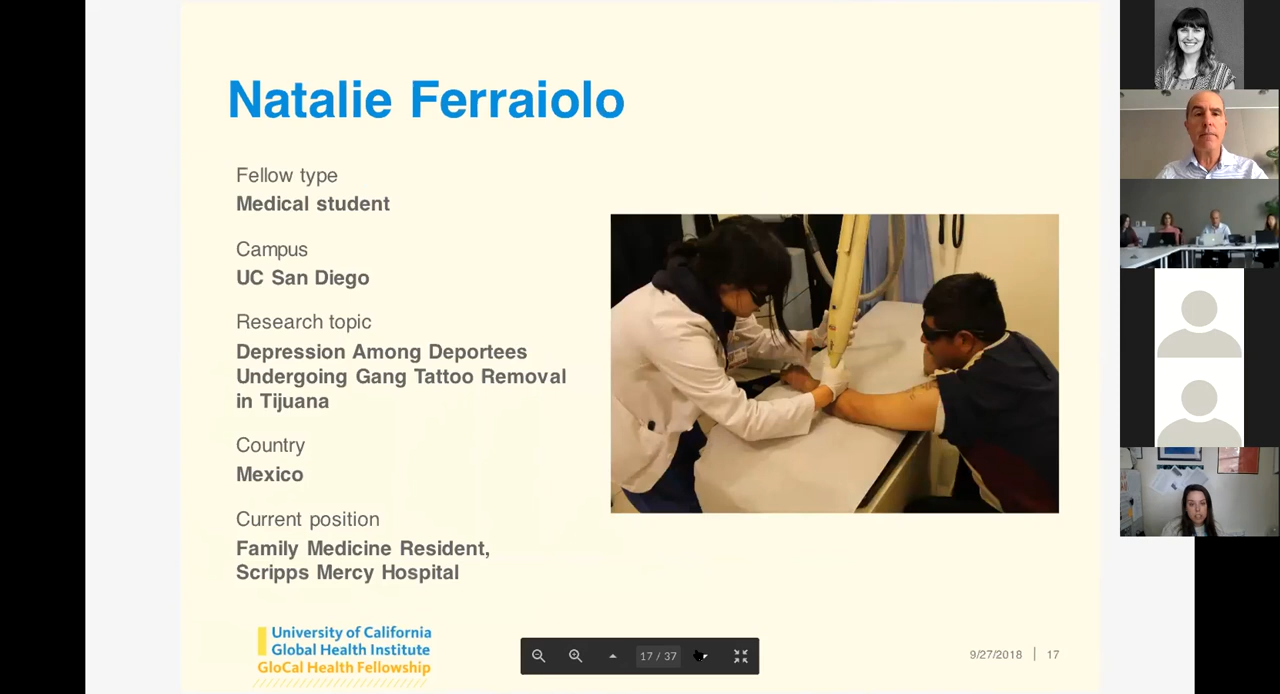 Natalie Ferraiolo
Fellow type
Medical student
Campus
UC San Diego
Research topic
Depression Among Deportees
Undergoing Gang Tattoo Removal
in Tijuana
Country
Mexico
Current position
Family Medicine Resident,
Scripps Mercy Hospital
University of California
Global Health Institute
GloCal Health Fellowship
17 / 37
9/27/2018 | 17